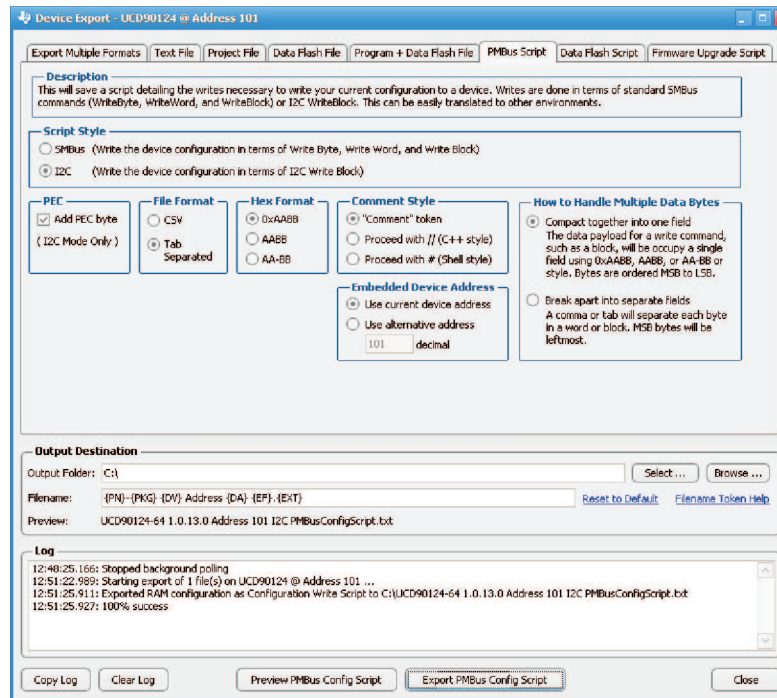 Device Export - UCD90124 @ Address 101
Export Multiple Formats
Text File
Project File
Data Flash File
Program + Data Flash File
PMBus Script
Data Flash Script
Firmware Upgrade Script
Description
This will save a script detailing the writes necessary to write your current configuration to a device. Writes are done in terms of standard SMBus
commands (WriteByte, WriteWord, and WriteBlock) or I2C WriteBlock. This can be easily translated to other environments.
Script Style
SMBus (Write the device configuration in terms of Write Byte, Write Word, and Write Block)
I2C (Write the device configuration in terms of I2C Write Block)
PEC
Add PEC byte
( I2C Mode Only )
File Format
CSV
Tab
Separated
Hex Format
0xAABB
AABB
AA-BB
Comment Style
"Comment" token
Proceed with // (C++ style)
Proceed with # (Shell style)
Embedded Device Address
Use current device address
Use alternative address
101 decimal
How to Handle Multiple Data Bytes
Compact together into one field
The data payload for a write command,
such as a block, will be occupy a single
field using 0xAABB, AABB, or AA-BB or
style. Bytes are ordered MSB to LSB.
Break apart into separate fields
A comma or tab will separate each byte
in a word or block. MSB bytes will be
leftmost.
Output Destination
Output Folder: C:\
Select ...
Browse ...
Filename: {PN}-{PKG} {DV} Address {DA} {EF}.{EXT}
Reset to Default
Filename Token Help
Preview: UCD90124-64 1.0.13.0 Address 101 I2C PMBusConfigScript.txt
Log
12:48:25.166: Stopped background polling
12:51:22.989: Starting export of 1 file(s) on UCD90124 @ Address 101 ...
12:51:25.911: Exported RAM configuration as Configuration Write Script to C:\UCD90124-64 1.0.13.0 Address 101 I2C PMBusConfigScript.txt
12:51:25.927: 100% success
Copy Log
Clear Log
Preview PMBus Config Script
Export PMBus Config Script
Close